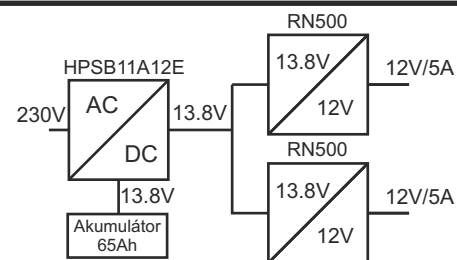 RN500
HPSB11A12E
13.8V
12V/5A
230V
AC
13.8V
12V
DC
RN500
13.8V
13.8V
12V/5A
Akumulátor
65Ah
12V